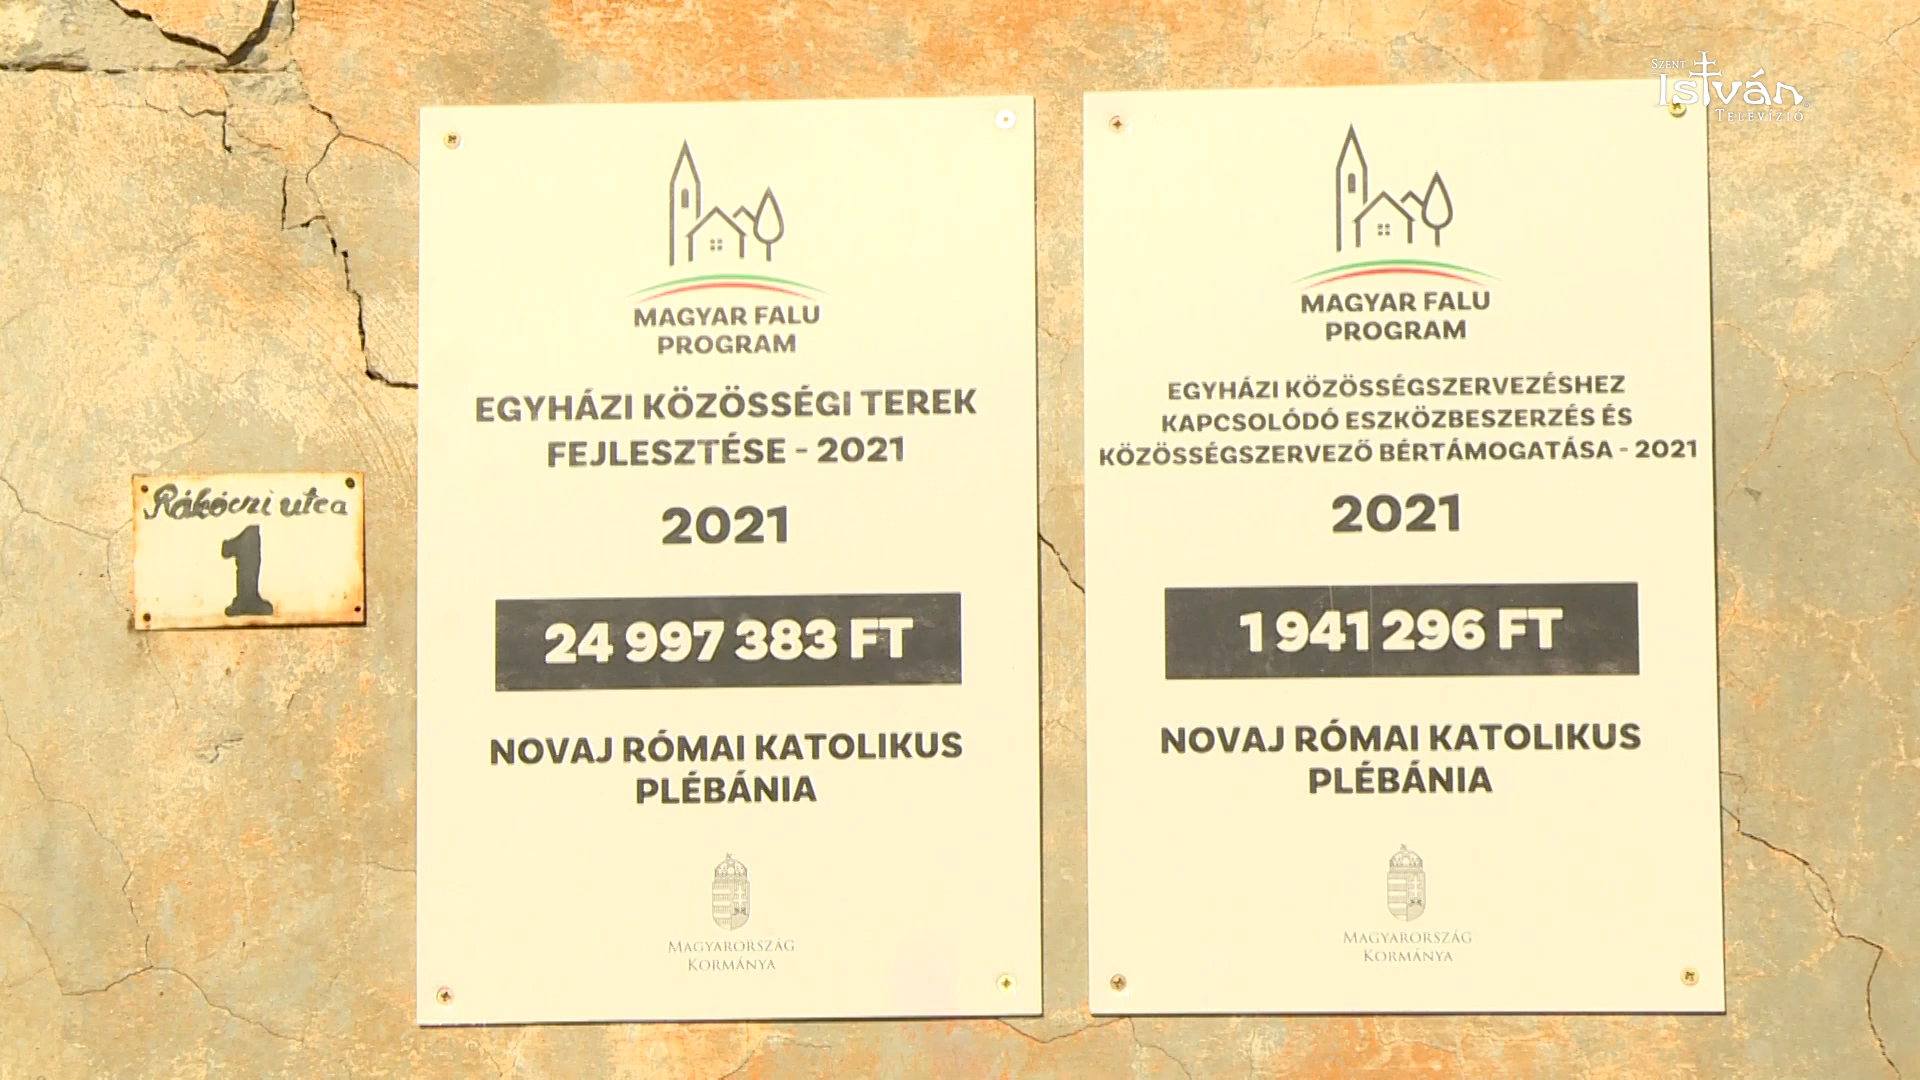 Szent
István
Televízió
Rákóczi utca
1
MAGYAR FALU
PROGRAM
EGYHÁZI KÖZÖSSÉGI TEREK
FEJLESZTÉSE - 2021
2021
24 997 383 FT
NOVAJ RÓMAI KATOLIKUS
PLÉBÁNIA
MAGYARORSZÁG
KORMÁNYA
MAGYAR FALU
PROGRAM
EGYHÁZI KÖZÖSSÉGSZERVEZÉSHEZ
KAPCSOLÓDÓ ESZKÖZBESZERZÉS ÉS
KÖZÖSSÉGSZERVEZŐ BÉRTÁMOGATÁSA - 2021
2021
1 941 296 FT
NOVAJ RÓMAI KATOLIKUS
PLÉBÁNIA
MAGYARORSZÁG
KORMÁNYA